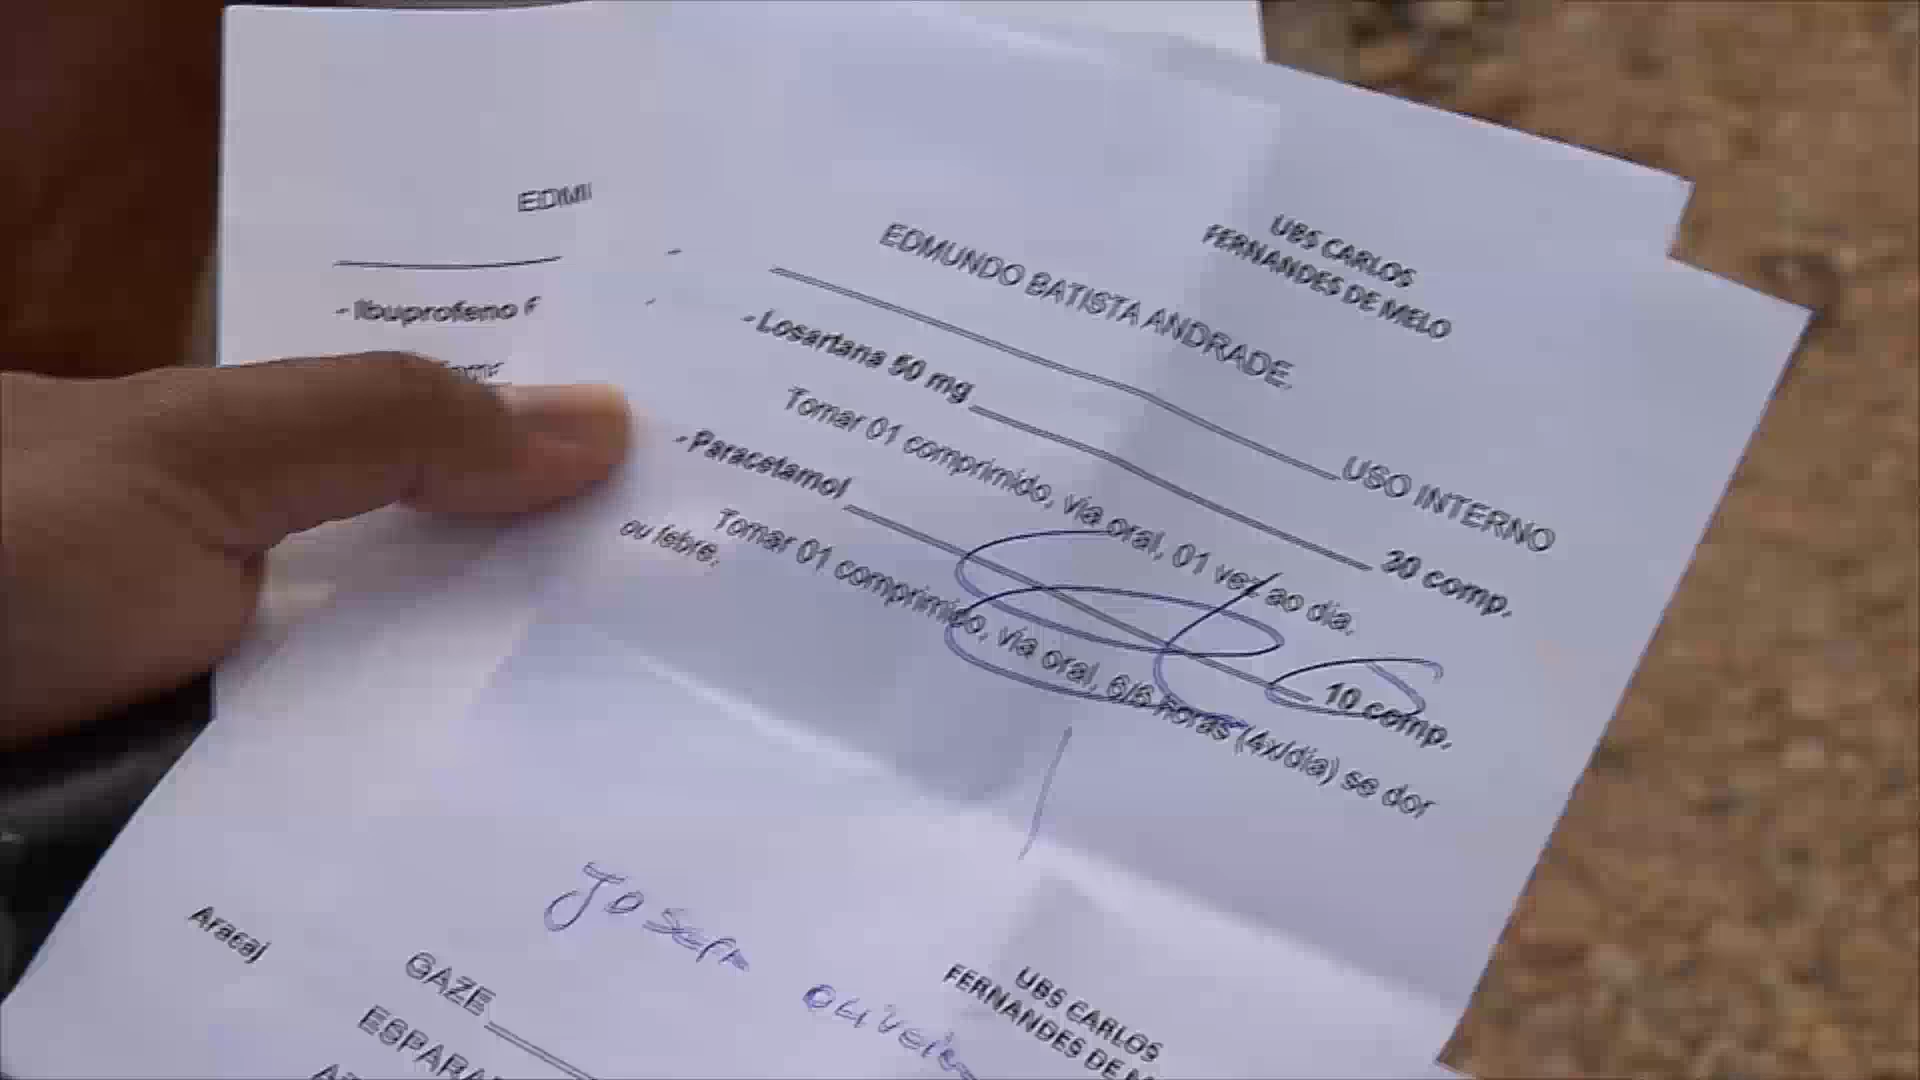 EDMI
- Ibuprofeno F
UBS CARLOS
FERNANDES DE MELO
EDMUNDO BATISTA ANDRADE.
USO INTERNO
- Losartana 50 mg 30 comp.
Tomar 01 comprimido, via oral, 01 vez ao dia.
- Paracetamol 10 comp.
Tomar 01 comprimido, via oral, 6/6 horas (4x/dia) se dor
ou febre.
JOSEFA OLIVEIRA
Aracaj
UBS CARLOS
FERNANDES DE M
GAZE
ESPARA